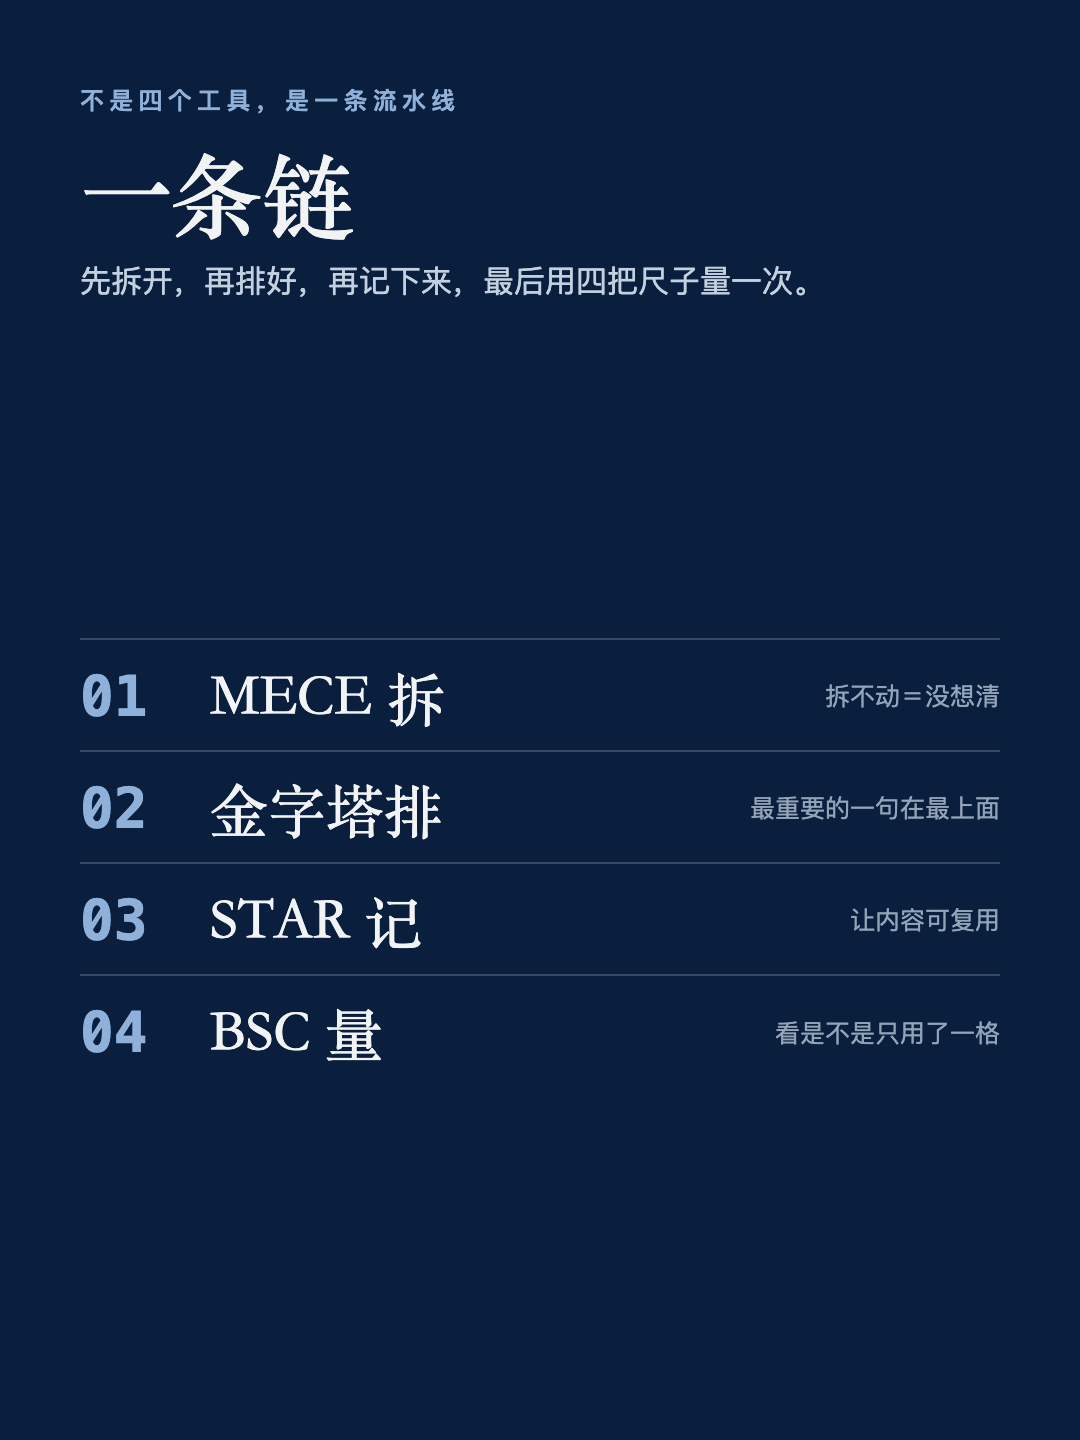 不是四个工具，是一条流水线
一条链
先拆开，再排好，再记下来，最后用四把尺子量一次。
01 MECE 拆 拆不动＝没想清
02 金字塔排 最重要的一句在最上面
03 STAR 记 让内容可复用
04 BSC 量 看是不是只用了一格